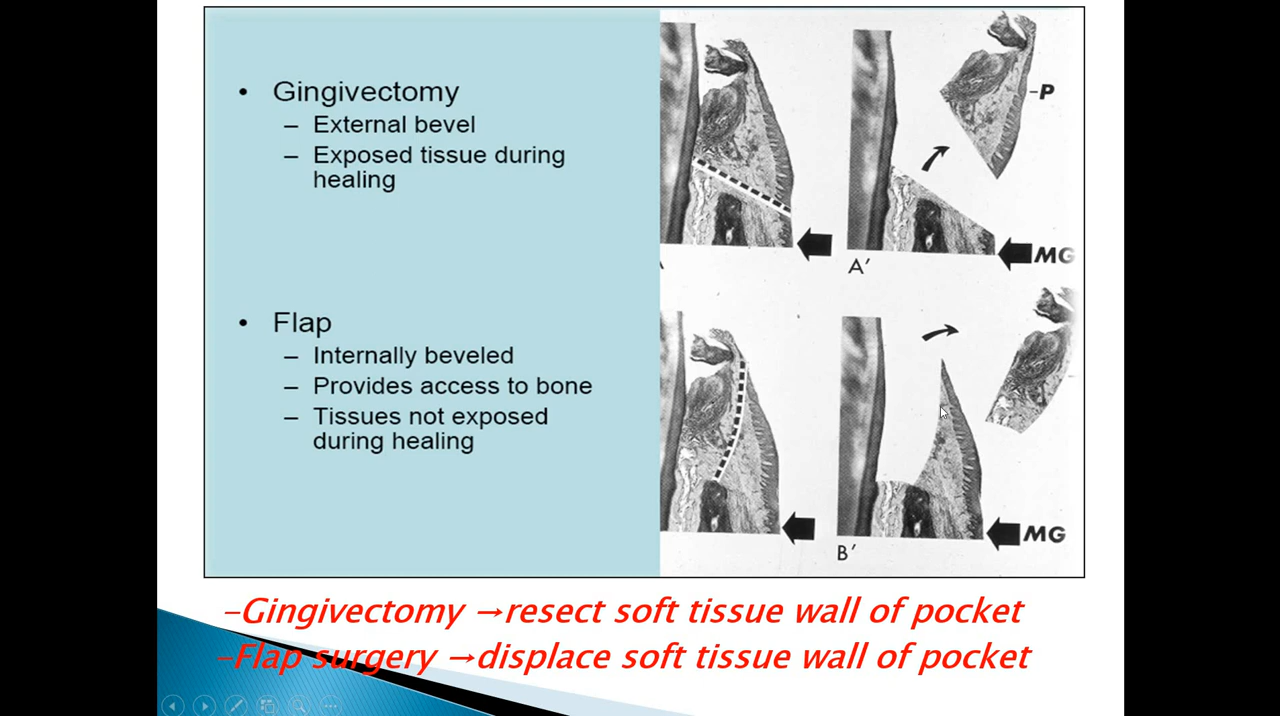 • Gingivectomy
– External bevel
– Exposed tissue during
healing
• Flap
– Internally beveled
– Provides access to bone
– Tissues not exposed
during healing
-P
A′
MG
B′
MG
-Gingivectomy →resect soft tissue wall of pocket
-Flap surgery →displace soft tissue wall of pocket